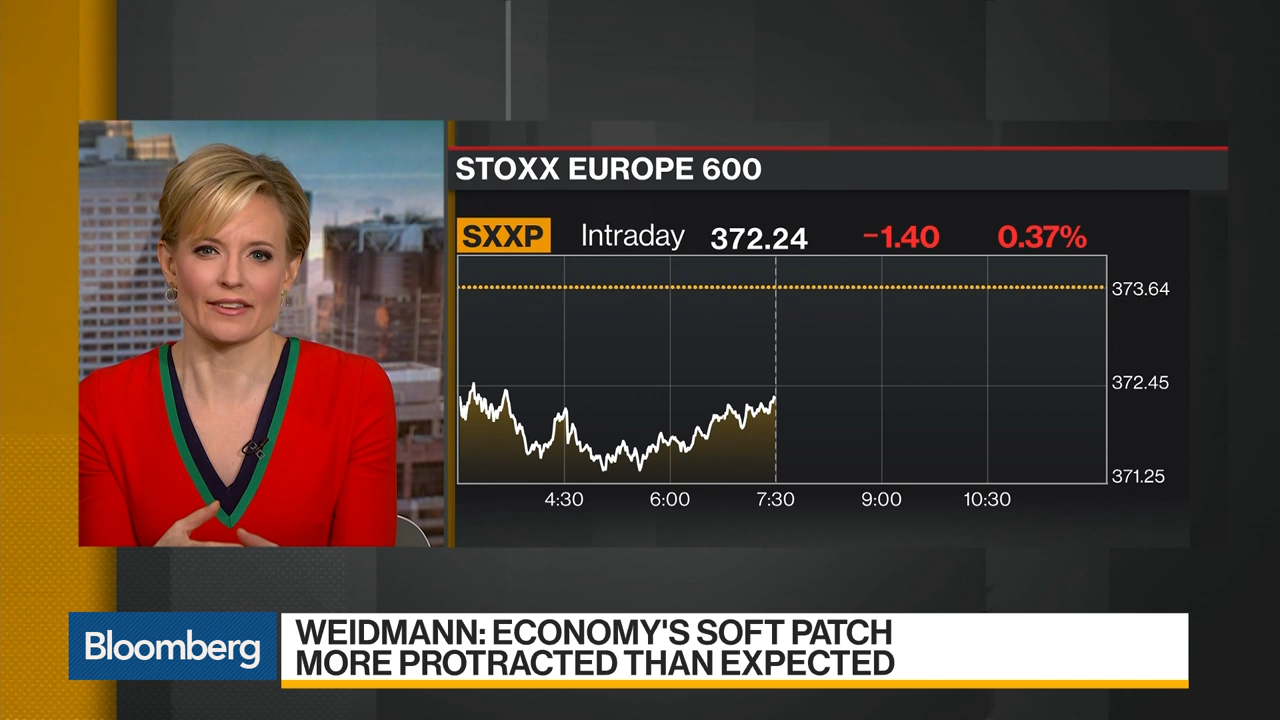 STOXX EUROPE 600
SXXP Intraday 372.24 −1.40 0.37%
373.64
372.45
371.25
4:30 6:00 7:30 9:00 10:30
Bloomberg
WEIDMANN: ECONOMY'S SOFT PATCH
MORE PROTRACTED THAN EXPECTED